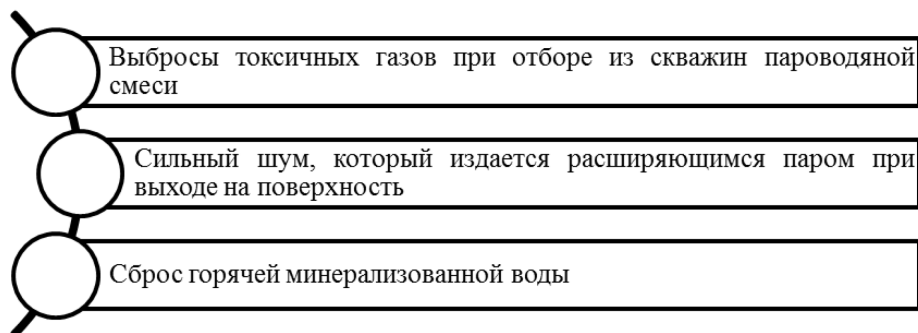 Выбросы токсичных газов при отборе из скважин пароводяной
смеси
Сильный шум, который издается расширяющимся паром при
выходе на поверхность
Сброс горячей минерализованной воды